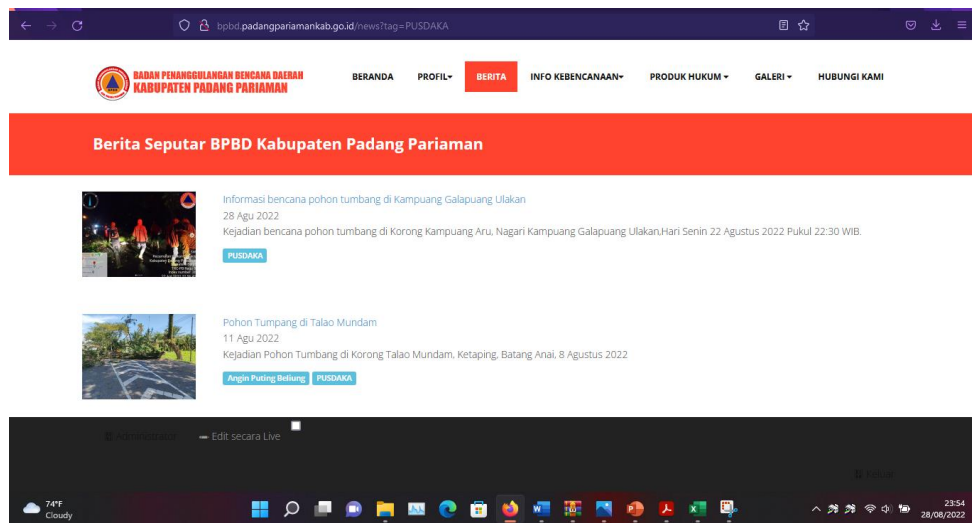 bpbd.padangpariamankab.go.id/news?tag=PUSDAKA
BADAN PENANGGULANGAN BENCANA DAERAH
KABUPATEN PADANG PARIAMAN
BERANDA PROFIL BERITA INFO KEBENCANAAN PRODUK HUKUM GALERI HUBUNGI KAMI
Berita Seputar BPBD Kabupaten Padang Pariaman
Informasi bencana pohon tumbang di Kampuang Galapuang Ulakan
28 Agu 2022
Kejadian bencana pohon tumbang di Korong Kampuang Aru, Nagari Kampuang Galapuang Ulakan,Hari Senin 22 Agustus 2022 Pukul 22:30 WIB.
PUSDAKA
Pohon Tumpang di Talao Mundam
11 Agu 2022
Kejadian Pohon Tumbang di Korong Talao Mundam, Ketaping, Batang Anai, 8 Agustus 2022
Angin Puting Beliung PUSDAKA
Administrator Edit secara Live
Keluar
74°F
Cloudy
23:54
28/08/2022